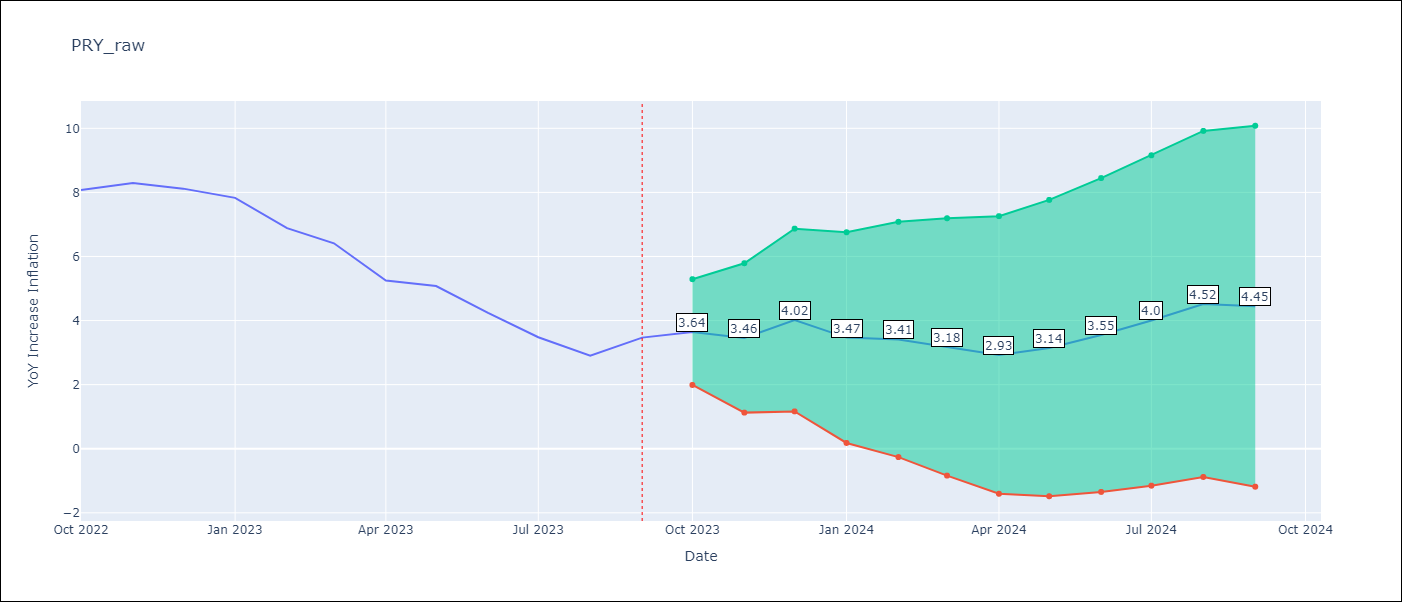 PRY_raw
10
8
6
4
2
0
−2
YoY Increase Inflation
3.64
3.46
4.02
3.47
3.41
3.18
2.93
3.14
3.55
4.0
4.52
4.45
Oct 2022
Jan 2023
Apr 2023
Jul 2023
Oct 2023
Jan 2024
Apr 2024
Jul 2024
Oct 2024
Date